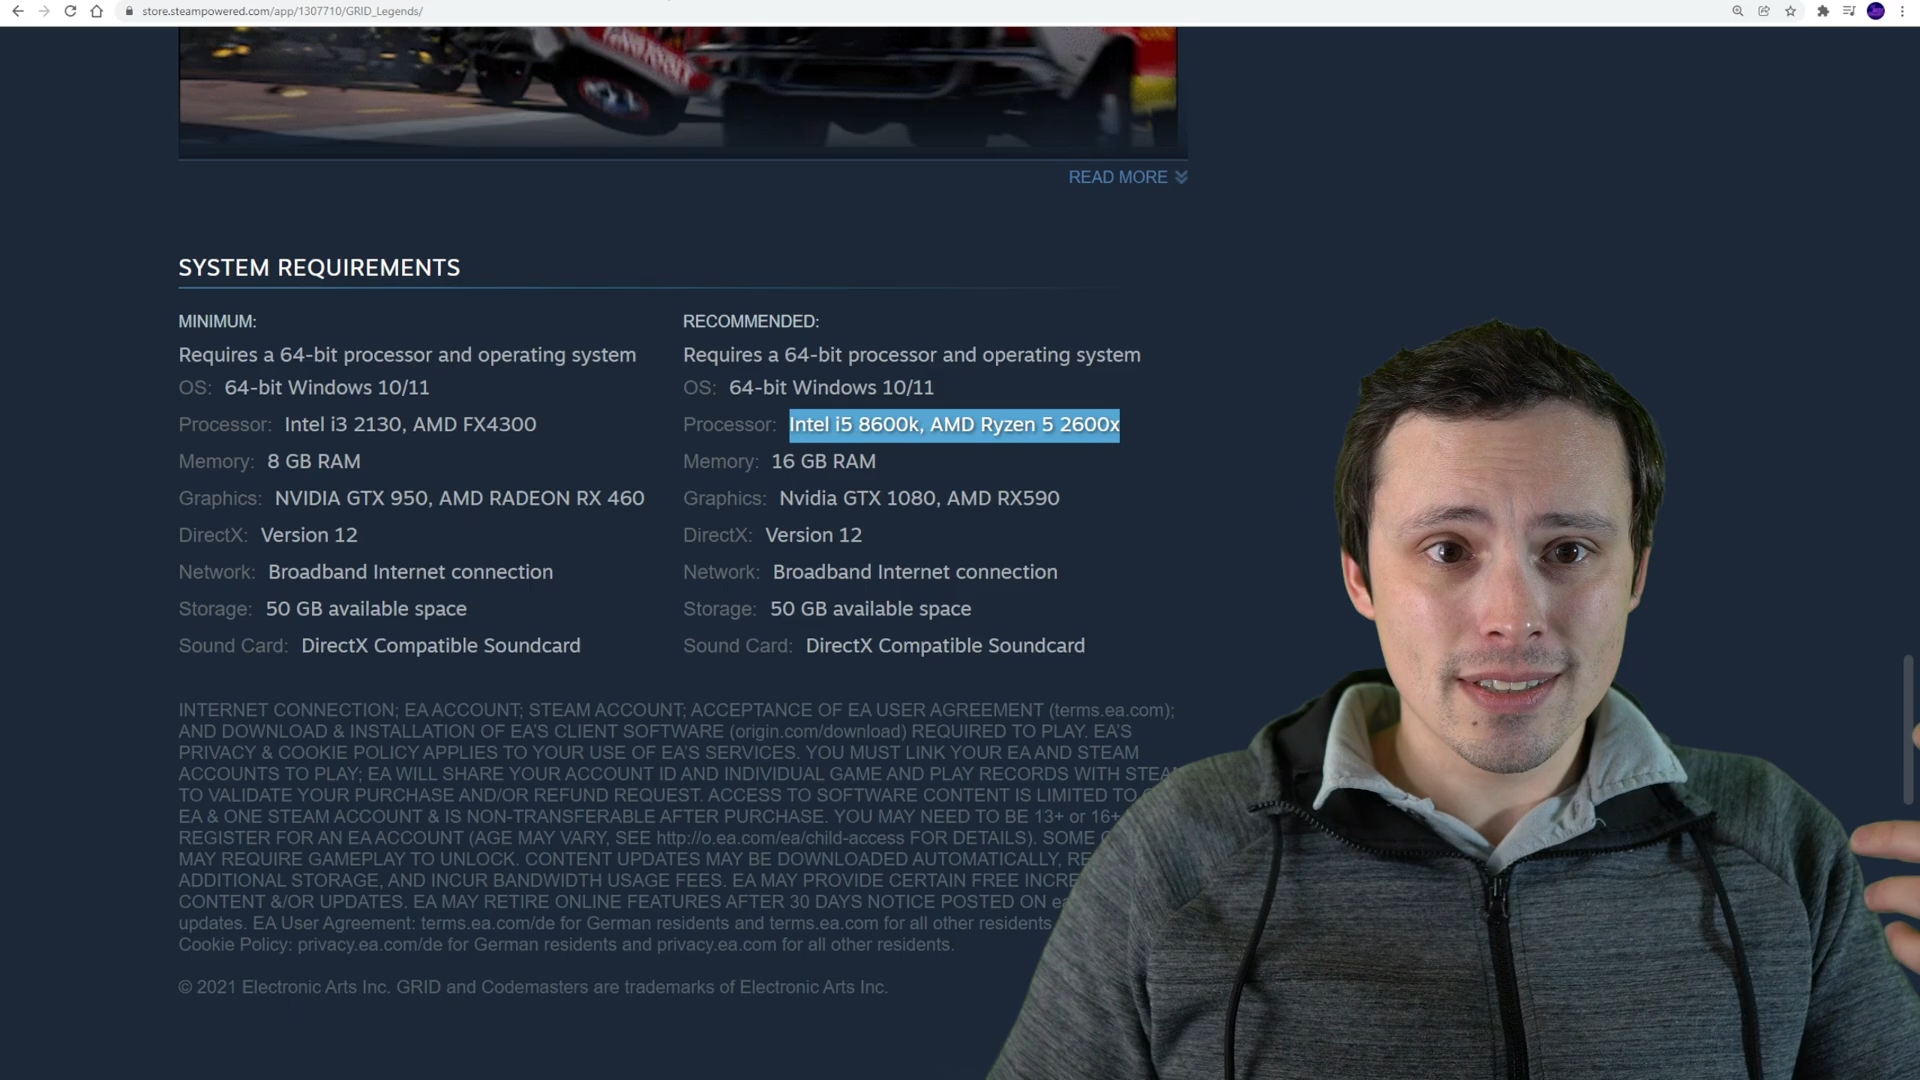 store.steampowered.com/app/1307710/GRID_Legends/
READ MORE
SYSTEM REQUIREMENTS
MINIMUM:
Requires a 64-bit processor and operating system
OS: 64-bit Windows 10/11
Processor: Intel i3 2130, AMD FX4300
Memory: 8 GB RAM
Graphics: NVIDIA GTX 950, AMD RADEON RX 460
DirectX: Version 12
Network: Broadband Internet connection
Storage: 50 GB available space
Sound Card: DirectX Compatible Soundcard
RECOMMENDED:
Requires a 64-bit processor and operating system
OS: 64-bit Windows 10/11
Processor: Intel i5 8600k, AMD Ryzen 5 2600x
Memory: 16 GB RAM
Graphics: Nvidia GTX 1080, AMD RX590
DirectX: Version 12
Network: Broadband Internet connection
Storage: 50 GB available space
Sound Card: DirectX Compatible Soundcard
INTERNET CONNECTION; EA ACCOUNT; STEAM ACCOUNT; ACCEPTANCE OF EA USER AGREEMENT (terms.ea.com);
AND DOWNLOAD & INSTALLATION OF EA'S CLIENT SOFTWARE (origin.com/download) REQUIRED TO PLAY. EA'S
PRIVACY & COOKIE POLICY APPLIES TO YOUR USE OF EA'S SERVICES. YOU MUST LINK YOUR EA AND STEAM
ACCOUNTS TO PLAY; EA WILL SHARE YOUR ACCOUNT ID AND INDIVIDUAL GAME AND PLAY RECORDS WITH STEA
TO VALIDATE YOUR PURCHASE AND/OR REFUND REQUEST. ACCESS TO SOFTWARE CONTENT IS LIMITED TO
EA & ONE STEAM ACCOUNT & IS NON-TRANSFERABLE AFTER PURCHASE. YOU MAY NEED TO BE 13+ or 16+
REGISTER FOR AN EA ACCOUNT (AGE MAY VARY, SEE http://o.ea.com/ea/child-access FOR DETAILS). SOME
MAY REQUIRE GAMEPLAY TO UNLOCK. CONTENT UPDATES MAY BE DOWNLOADED AUTOMATICALLY, RE
ADDITIONAL STORAGE, AND INCUR BANDWIDTH USAGE FEES. EA MAY PROVIDE CERTAIN FREE INCRE
CONTENT &/OR UPDATES. EA MAY RETIRE ONLINE FEATURES AFTER 30 DAYS NOTICE POSTED ON ea
updates. EA User Agreement: terms.ea.com/de for German residents and terms.ea.com for all other residents
Cookie Policy: privacy.ea.com/de for German residents and privacy.ea.com for all other residents.
© 2021 Electronic Arts Inc. GRID and Codemasters are trademarks of Electronic Arts Inc.